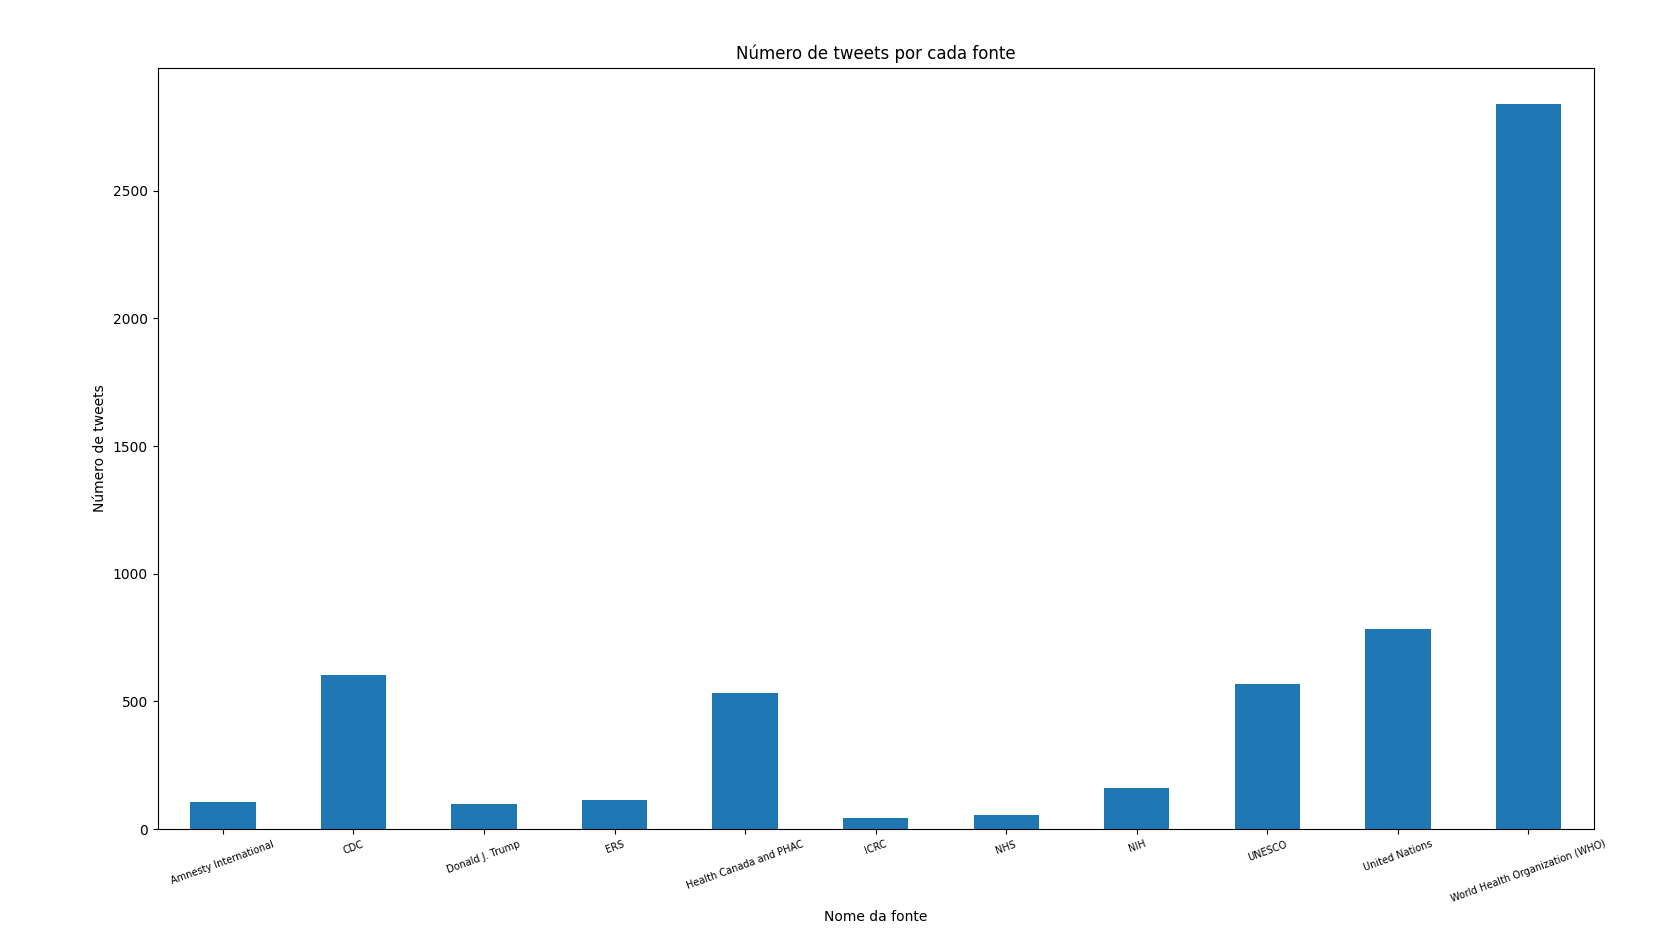 Número de tweets por cada fonte
2500
2000
1500
1000
500
0
Número de tweets
Amnesty International
CDC
Donald J. Trump
ERS
Health Canada and PHAC
ICRC
NHS
NIH
UNESCO
United Nations
World Health Organization (WHO)
Nome da fonte